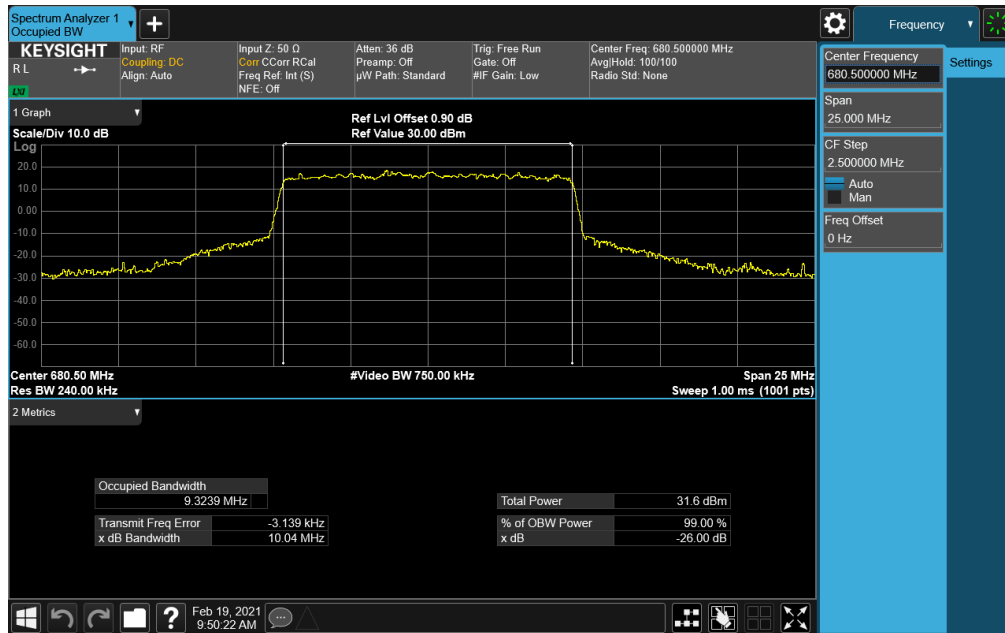 Spectrum Analyzer 1
Occupied BW
Frequency
KEYSIGHT
R L
LXI
Input: RF
Coupling: DC
Align: Auto
Input Z: 50 Ω
Corr CCorr RCal
Freq Ref: Int (S)
NFE: Off
Atten: 36 dB
Preamp: Off
µW Path: Standard
Trig: Free Run
Gate: Off
#IF Gain: Low
Center Freq: 680.500000 MHz
Avg|Hold: 100/100
Radio Std: None
Center Frequency
680.500000 MHz
Settings
Span
25.000 MHz
CF Step
2.500000 MHz
Auto
Man
Freq Offset
0 Hz
1 Graph
Scale/Div 10.0 dB
Ref Lvl Offset 0.90 dB
Ref Value 30.00 dBm
Log
20.0
10.0
0.00
-10.0
-20.0
-30.0
-40.0
-50.0
-60.0
Center 680.50 MHz
#Video BW 750.00 kHz
Span 25 MHz
Res BW 240.00 kHz
Sweep 1.00 ms (1001 pts)
2 Metrics
Occupied Bandwidth
9.3239 MHz
Total Power 31.6 dBm
Transmit Freq Error -3.139 kHz
% of OBW Power 99.00 %
x dB Bandwidth 10.04 MHz
x dB -26.00 dB
Feb 19, 2021
9:50:22 AM